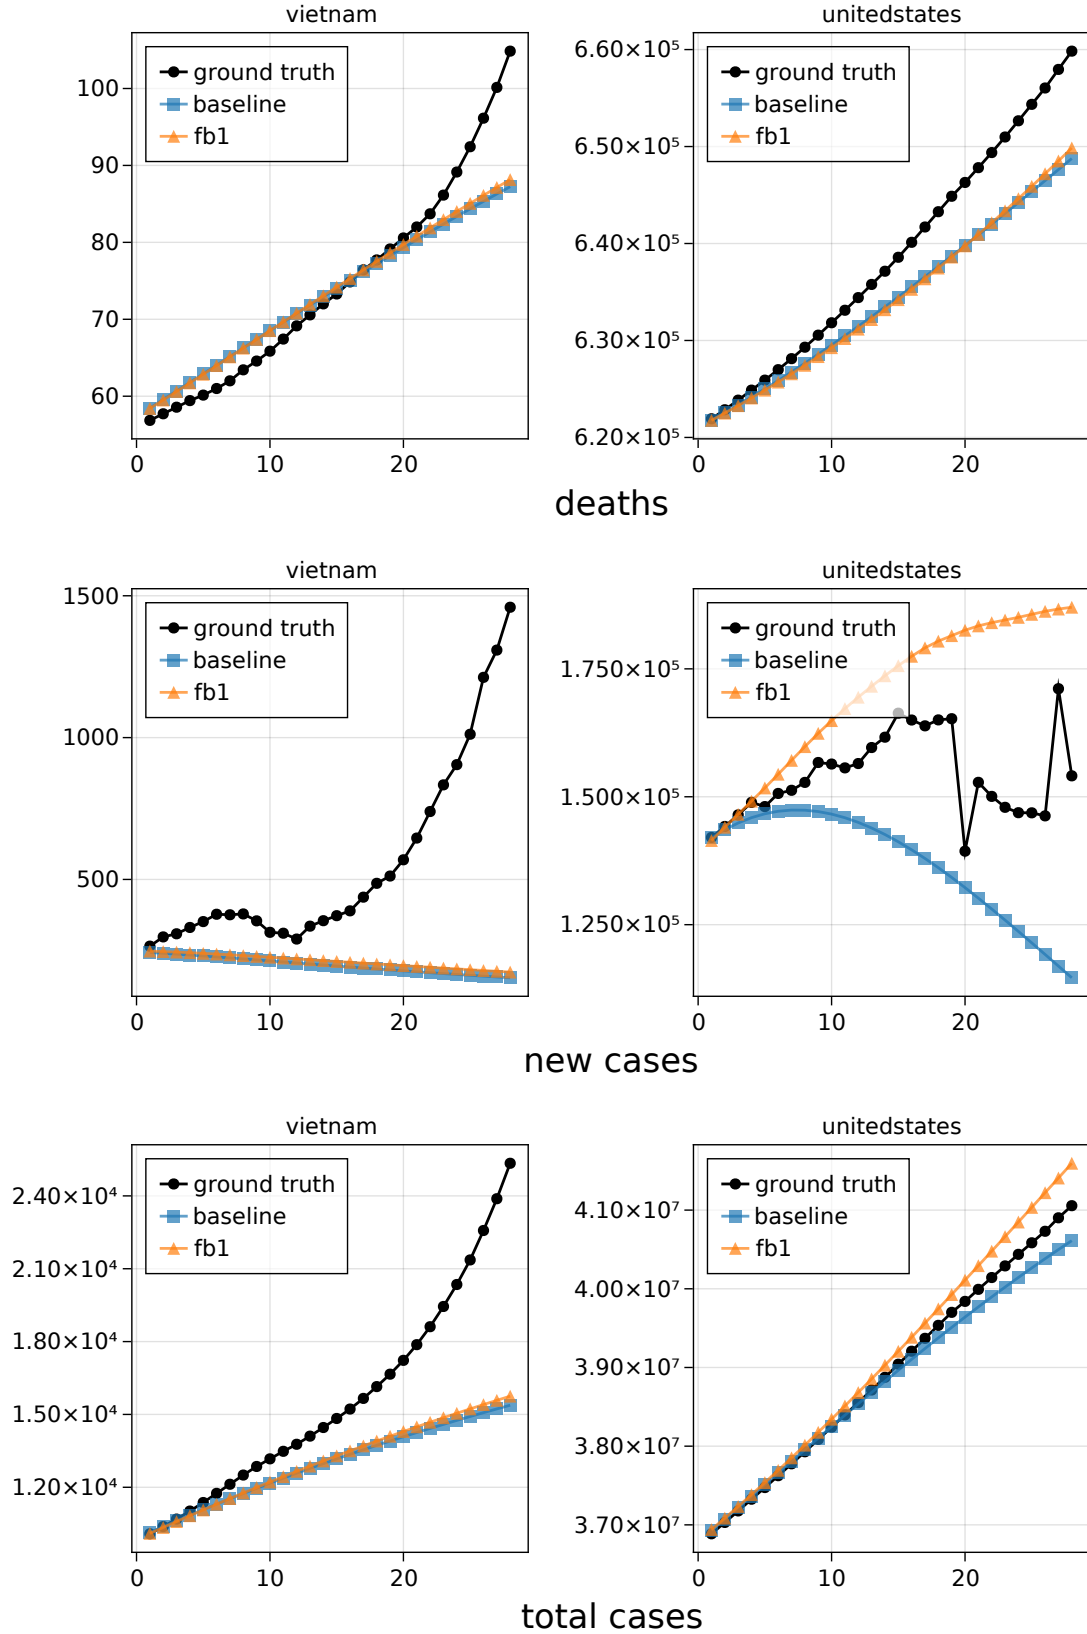 vietnam
unitedstates
100
90
80
70
60
ground truth
baseline
fb1
0
10
20
6.60×10⁵
6.50×10⁵
6.40×10⁵
6.30×10⁵
6.20×10⁵
ground truth
baseline
fb1
0
10
20
deaths
vietnam
unitedstates
1500
1000
500
ground truth
baseline
fb1
0
10
20
1.750×10⁵
1.500×10⁵
1.250×10⁵
ground truth
baseline
fb1
0
10
20
new cases
vietnam
unitedstates
2.40×10⁴
2.10×10⁴
1.80×10⁴
1.50×10⁴
1.20×10⁴
ground truth
baseline
fb1
0
10
20
4.10×10⁷
4.00×10⁷
3.90×10⁷
3.80×10⁷
3.70×10⁷
ground truth
baseline
fb1
0
10
20
total cases